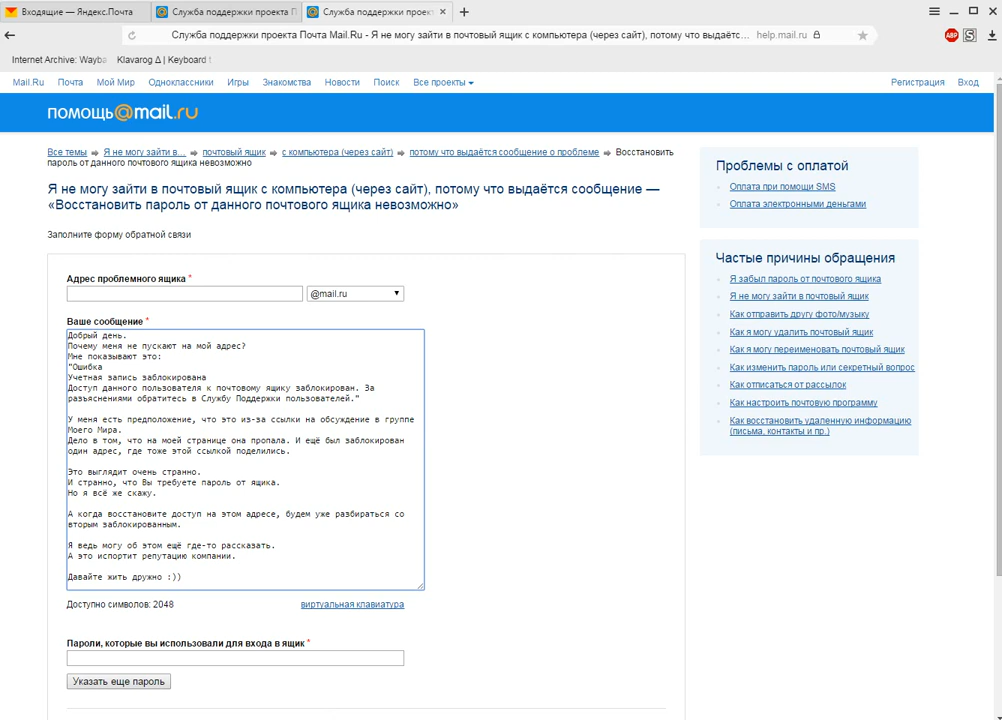 Входящие — Яндекс.Почта
Служба поддержки проекта П
Служба поддержки проект
Служба поддержки проекта Почта Mail.Ru - Я не могу зайти в почтовый ящик с компьютера (через сайт), потому что выдаётс...
help.mail.ru
ABP
S
Internet Archive: Wayba
Klavarog Δ | Keyboard t
Mail.Ru Почта Мой Мир Одноклассники Игры Знакомства Новости Поиск Все проекты
Регистрация Вход
помощь@mail.ru
Все темы Я не могу зайти в... почтовый ящик с компьютера (через сайт) потому что выдаётся сообщение о проблеме Восстановить
пароль от данного почтового ящика невозможно
Я не могу зайти в почтовый ящик с компьютера (через сайт), потому что выдаётся сообщение —
«Восстановить пароль от данного почтового ящика невозможно»
Заполните форму обратной связи
Адрес проблемного ящика *
@mail.ru
Ваше сообщение *
Добрый день.
Почему меня не пускают на мой адрес?
Мне показывают это:
"Ошибка
Учетная запись заблокирована
Доступ данного пользователя к почтовому ящику заблокирован. За
разъяснениями обратитесь в Службу Поддержки пользователей."
У меня есть предположение, что это из-за ссылки на обсуждение в группе
Моего Мира.
Дело в том, что на моей странице она пропала. И ещё был заблокирован
один адрес, где тоже этой ссылкой поделились.
Это выглядит очень странно.
И странно, что Вы требуете пароль от ящика.
Но я всё же скажу.
А когда восстановите доступ на этом адресе, будем уже разбираться со
вторым заблокированным.
Я ведь могу об этом ещё где-то рассказать.
А это испортит репутацию компании.
Давайте жить дружно :))
Доступно символов: 2048
виртуальная клавиатура
Пароли, которые вы использовали для входа в ящик *
Указать еще пароль
Проблемы с оплатой
Оплата при помощи SMS
Оплата электронными деньгами
Частые причины обращения
Я забыл пароль от почтового ящика
Я не могу зайти в почтовый ящик
Как отправить другу фото/музыку
Как я могу удалить почтовый ящик
Как я могу переименовать почтовый ящик
Как изменить пароль или секретный вопрос
Как отписаться от рассылок
Как настроить почтовую программу
Как восстановить удаленную информацию
(письма, контакты и пр.)